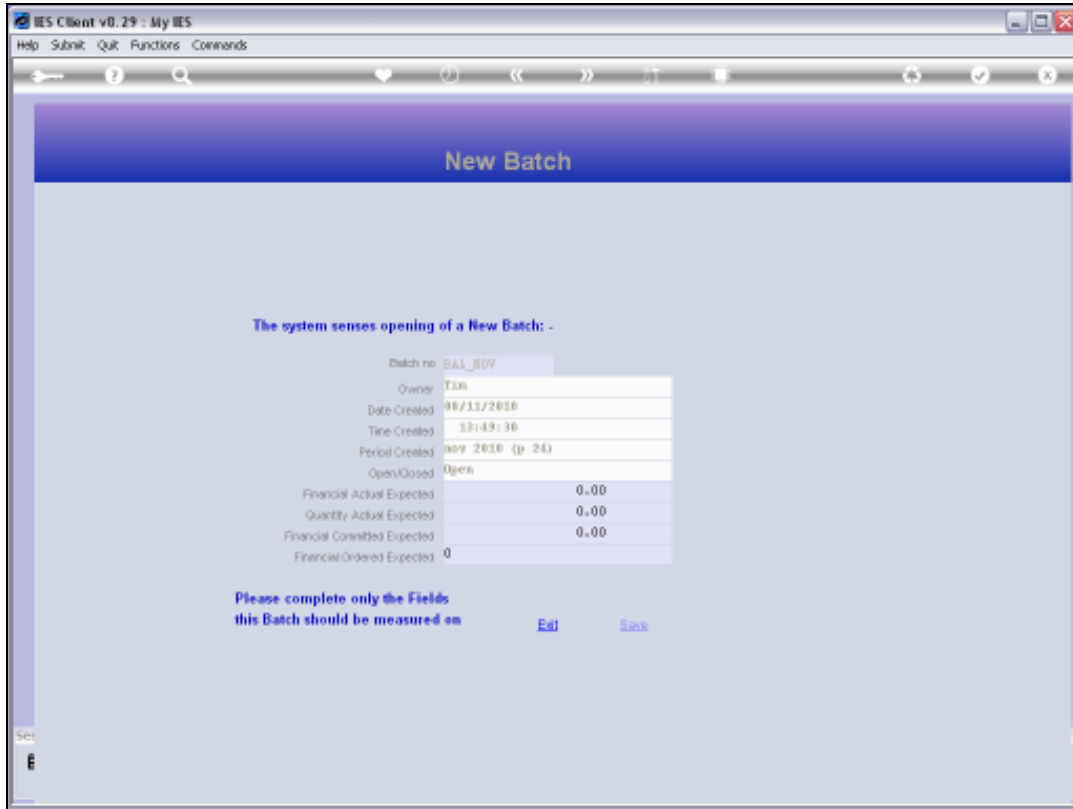 IES Client v8.29 : My IES
Help Submit Quit Functions Commands
New Batch
The system senses opening of a New Batch: -
Batch no BAL_NOV
Owner Tim
Date Created 08/11/2010
Time Created 13:49:30
Period Created nov 2010 (p 24)
Open/Closed Open
Financial Actual Expected 0.00
Quantity Actual Expected 0.00
Financial Committed Expected 0.00
Financial Ordered Expected 0
Please complete only the Fields
this Batch should be measured on
Exit Save